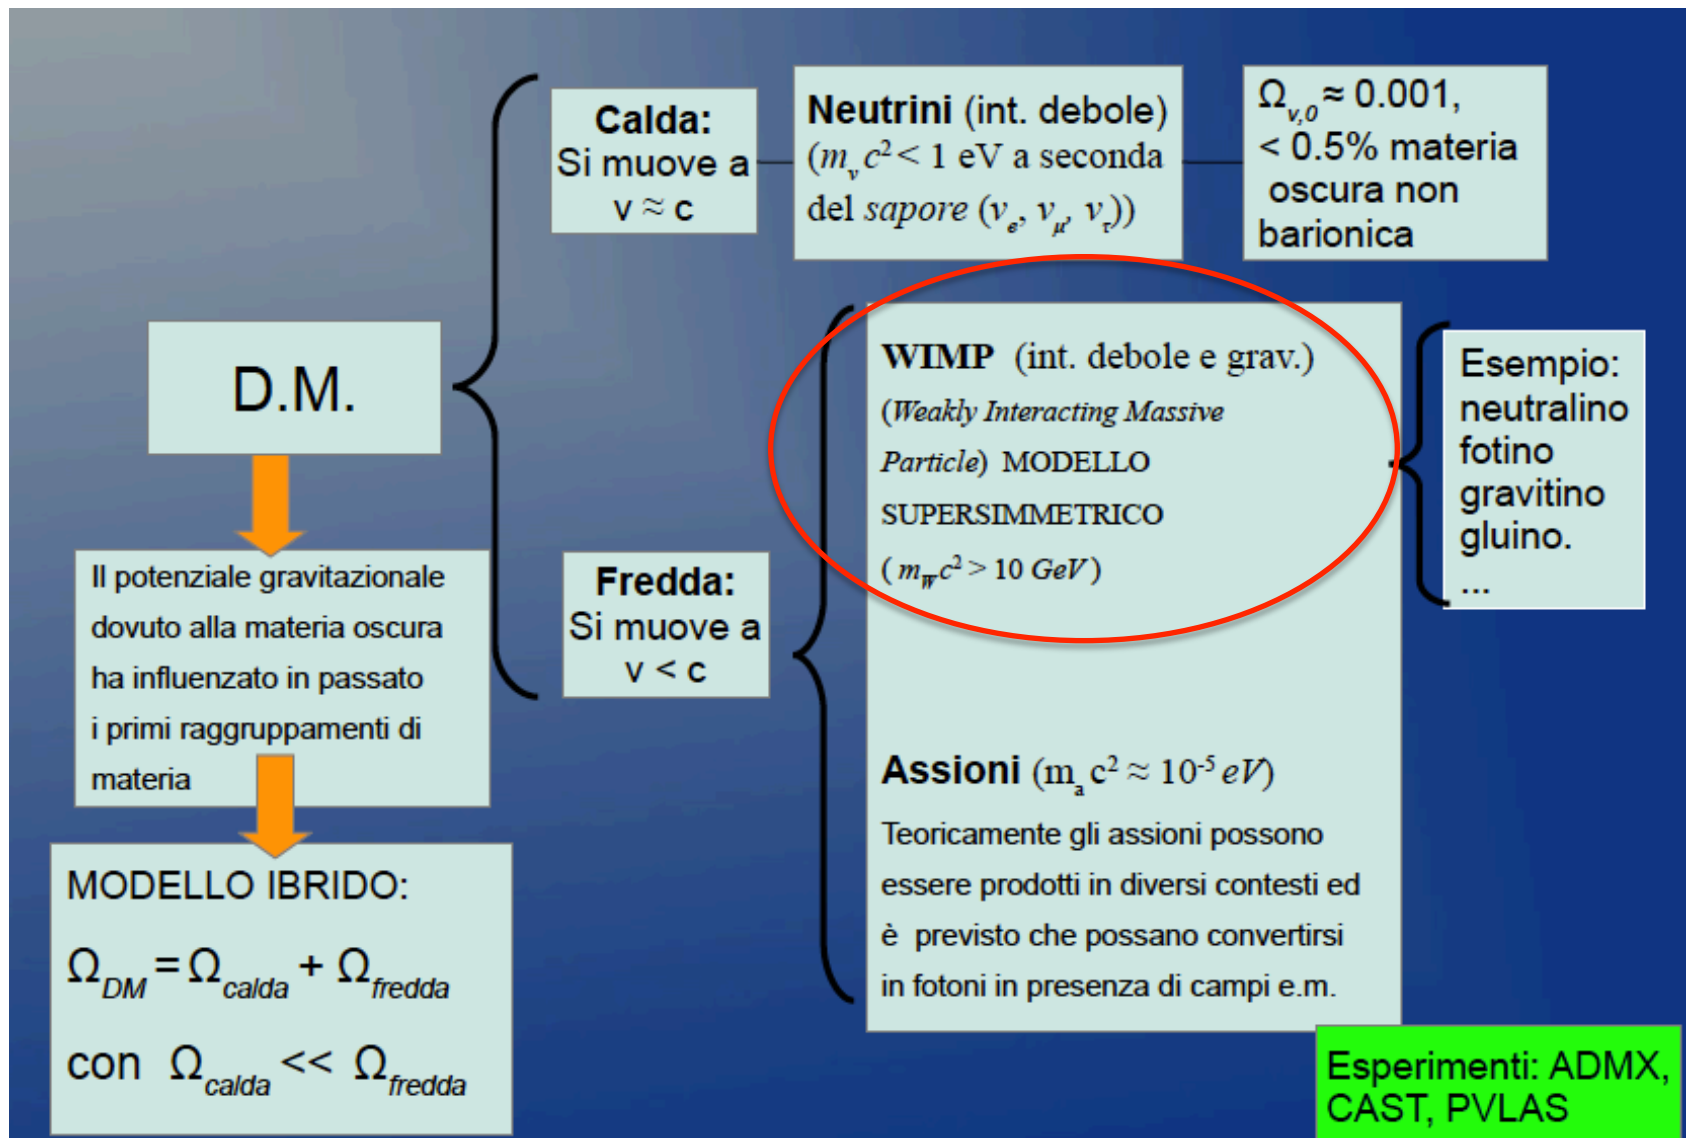 D.M.
Il potenziale gravitazionale
dovuto alla materia oscura
ha influenzato in passato
i primi raggruppamenti di
materia
MODELLO IBRIDO:
Ω_DM = Ω_calda + Ω_fredda
con Ω_calda << Ω_fredda
Calda:
Si muove a
v ≈ c
Neutrini (int. debole)
(m_ν c² < 1 eV a seconda
del sapore (ν_e, ν_μ, ν_τ))
Ω_ν,0 ≈ 0.001,
< 0.5% materia
oscura non
barionica
Fredda:
Si muove a
v < c
WIMP (int. debole e grav.)
(Weakly Interacting Massive
Particle) MODELLO
SUPERSIMMETRICO
( m_W c² > 10 GeV )
Esempio:
neutralino
fotino
gravitino
gluino.
...
Assioni (m_a c² ≈ 10⁻⁵ eV)
Teoricamente gli assioni possono
essere prodotti in diversi contesti ed
è previsto che possano convertirsi
in fotoni in presenza di campi e.m.
Esperimenti: ADMX,
CAST, PVLAS